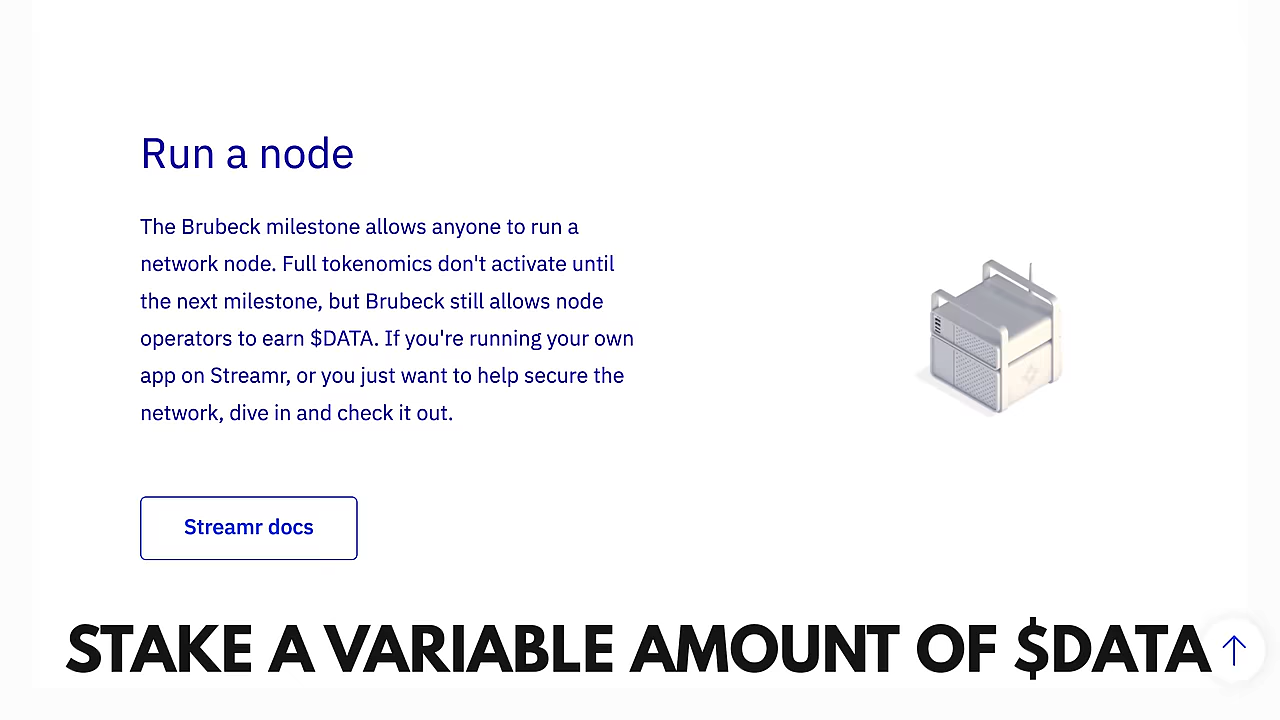 Run a node
The Brubeck milestone allows anyone to run a
network node. Full tokenomics don't activate until
the next milestone, but Brubeck still allows node
operators to earn $DATA. If you're running your own
app on Streamr, or you just want to help secure the
network, dive in and check it out.
Streamr docs
STAKE A VARIABLE AMOUNT OF $DATA